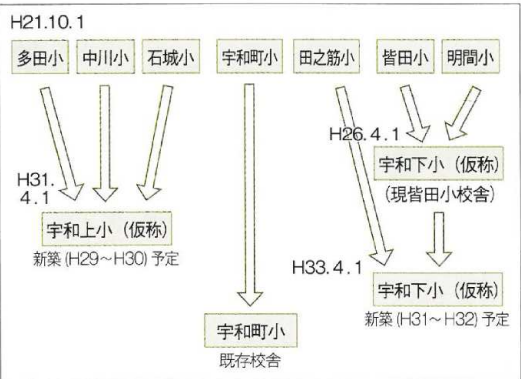 H21.10.1
多田小 中川小 石城小 宇和町小 田之筋小 皆田小 明間小
H26.4.1
宇和下小（仮称）
(現皆田小校舎)
H31.
4.1
宇和上小（仮称）
新築(H29～H30)予定
H33.4.1
宇和下小（仮称）
新築(H31～H32)予定
宇和町小
既存校舎